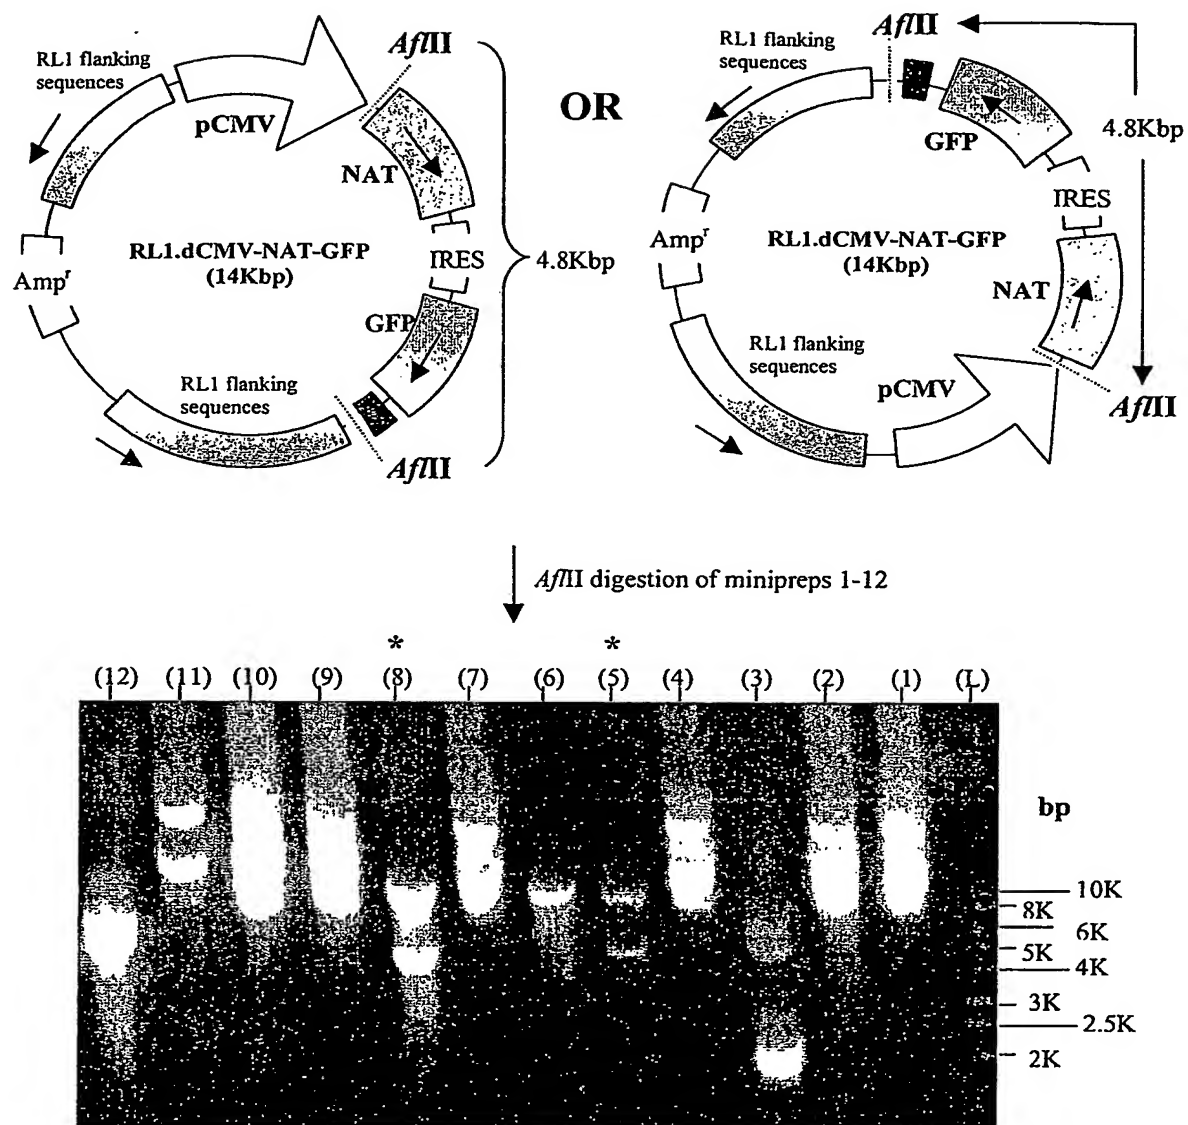 RL1 flanking
sequences
AflII
pCMV
NAT
RL1.dCMV-NAT-GFP
(14Kbp)
IRES
4.8Kbp
Ampr
GFP
RL1 flanking
sequences
AflII
OR
RL1 flanking
sequences
AflII
GFP
4.8Kbp
IRES
Ampr
RL1.dCMV-NAT-GFP
(14Kbp)
NAT
RL1 flanking
sequences
pCMV
AflII
AflII digestion of minipreps 1-12
* *
(12) (11) (10) (9) (8) (7) (6) (5) (4) (3) (2) (1) (L)
bp
10K
8K
6K
5K
4K
3K
2.5K
2K